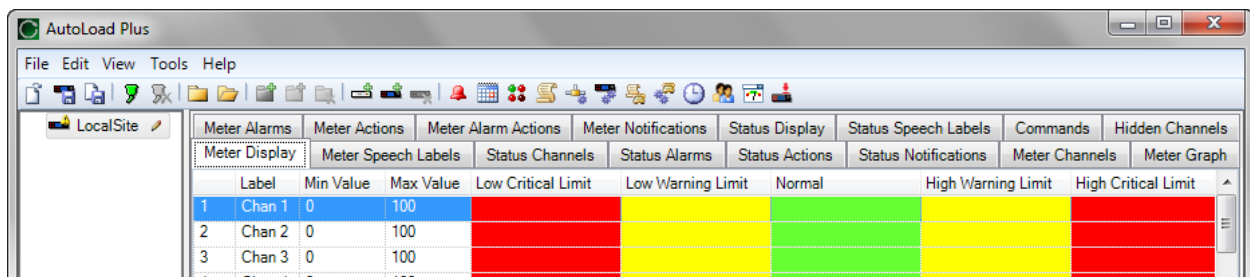 AutoLoad Plus
File Edit View Tools Help
LocalSite
Meter Alarms Meter Actions Meter Alarm Actions Meter Notifications Status Display Status Speech Labels Commands Hidden Channels
Meter Display Meter Speech Labels Status Channels Status Alarms Status Actions Status Notifications Meter Channels Meter Graph
Label Min Value Max Value Low Critical Limit Low Warning Limit Normal High Warning Limit High Critical Limit
1 Chan 1 0 100
2 Chan 2 0 100
3 Chan 3 0 100